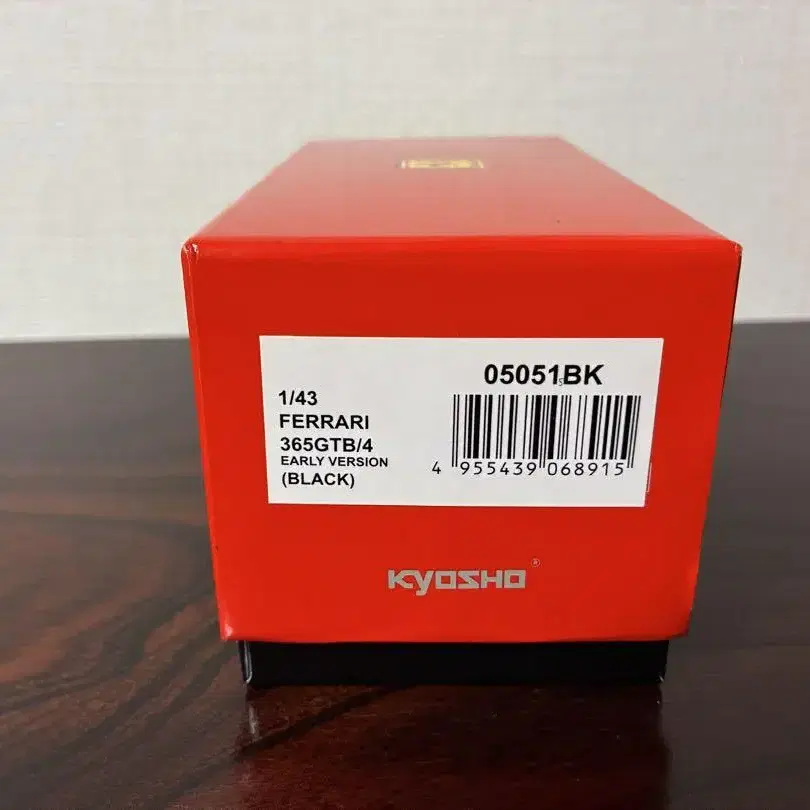 05051BK
1/43
FERRARI
365GTB/4
EARLY VERSION
(BLACK)
4 955439 068915
KYOSHO®